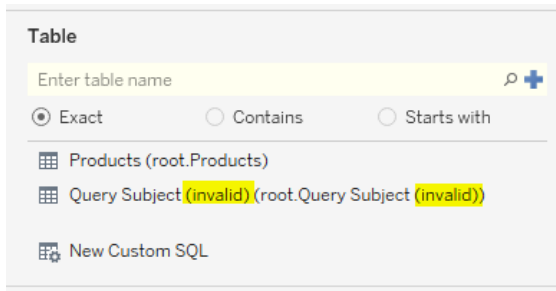 Table
Enter table name
Exact Contains Starts with
Products (root.Products)
Query Subject (invalid) (root.Query Subject (invalid))
New Custom SQL